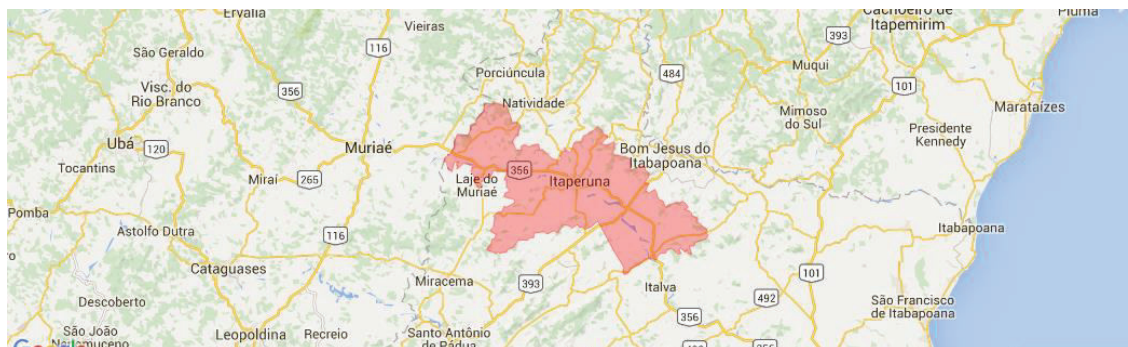 Ervália
Vieiras
116
São Geraldo
356
Visc. do
Rio Branco
Ubá
120
Tocantins
Miraí
265
Muriaé
Pomba
Astolfo Dutra
116
Cataguases
Descoberto
São João
Leopoldina
Recreio
Porciúncula
Natividade
484
356
Laje do
Muriaé
Itaperuna
Bom Jesus do
Itabapoana
Miracema
393
Santo Antônio
de Pádua
Italva
356
492
356
Cachoeiro de
Itapemirim
Piúma
393
Muqui
101
Marataízes
Mimoso
do Sul
Presidente
Kennedy
Itabapoana
101
São Francisco
de Itabapoana